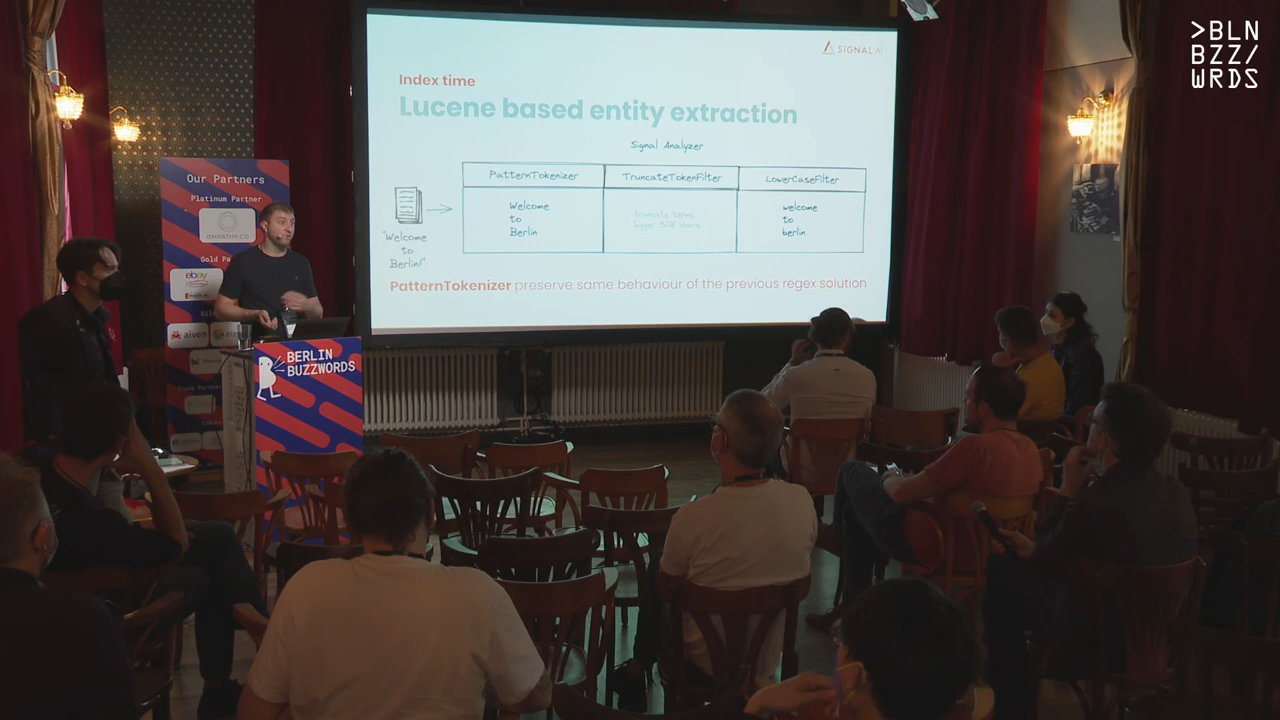 >BLN
BZZ/
WRDS
SIGNAL AI
Index time
Lucene based entity extraction
Signal Analyzer
PatternTokenizer
TruncateTokenFilter
LowerCaseFilter
Welcome
to
Berlin
truncate terms
welcome
to
berlin
"Welcome
to
Berlin!"
PatternTokenizer preserve same behaviour of the previous regex solution
Our Partners
Platinum Partner
EMPATHY.CO
ebay
aiven
BERLIN
BUZZWORDS